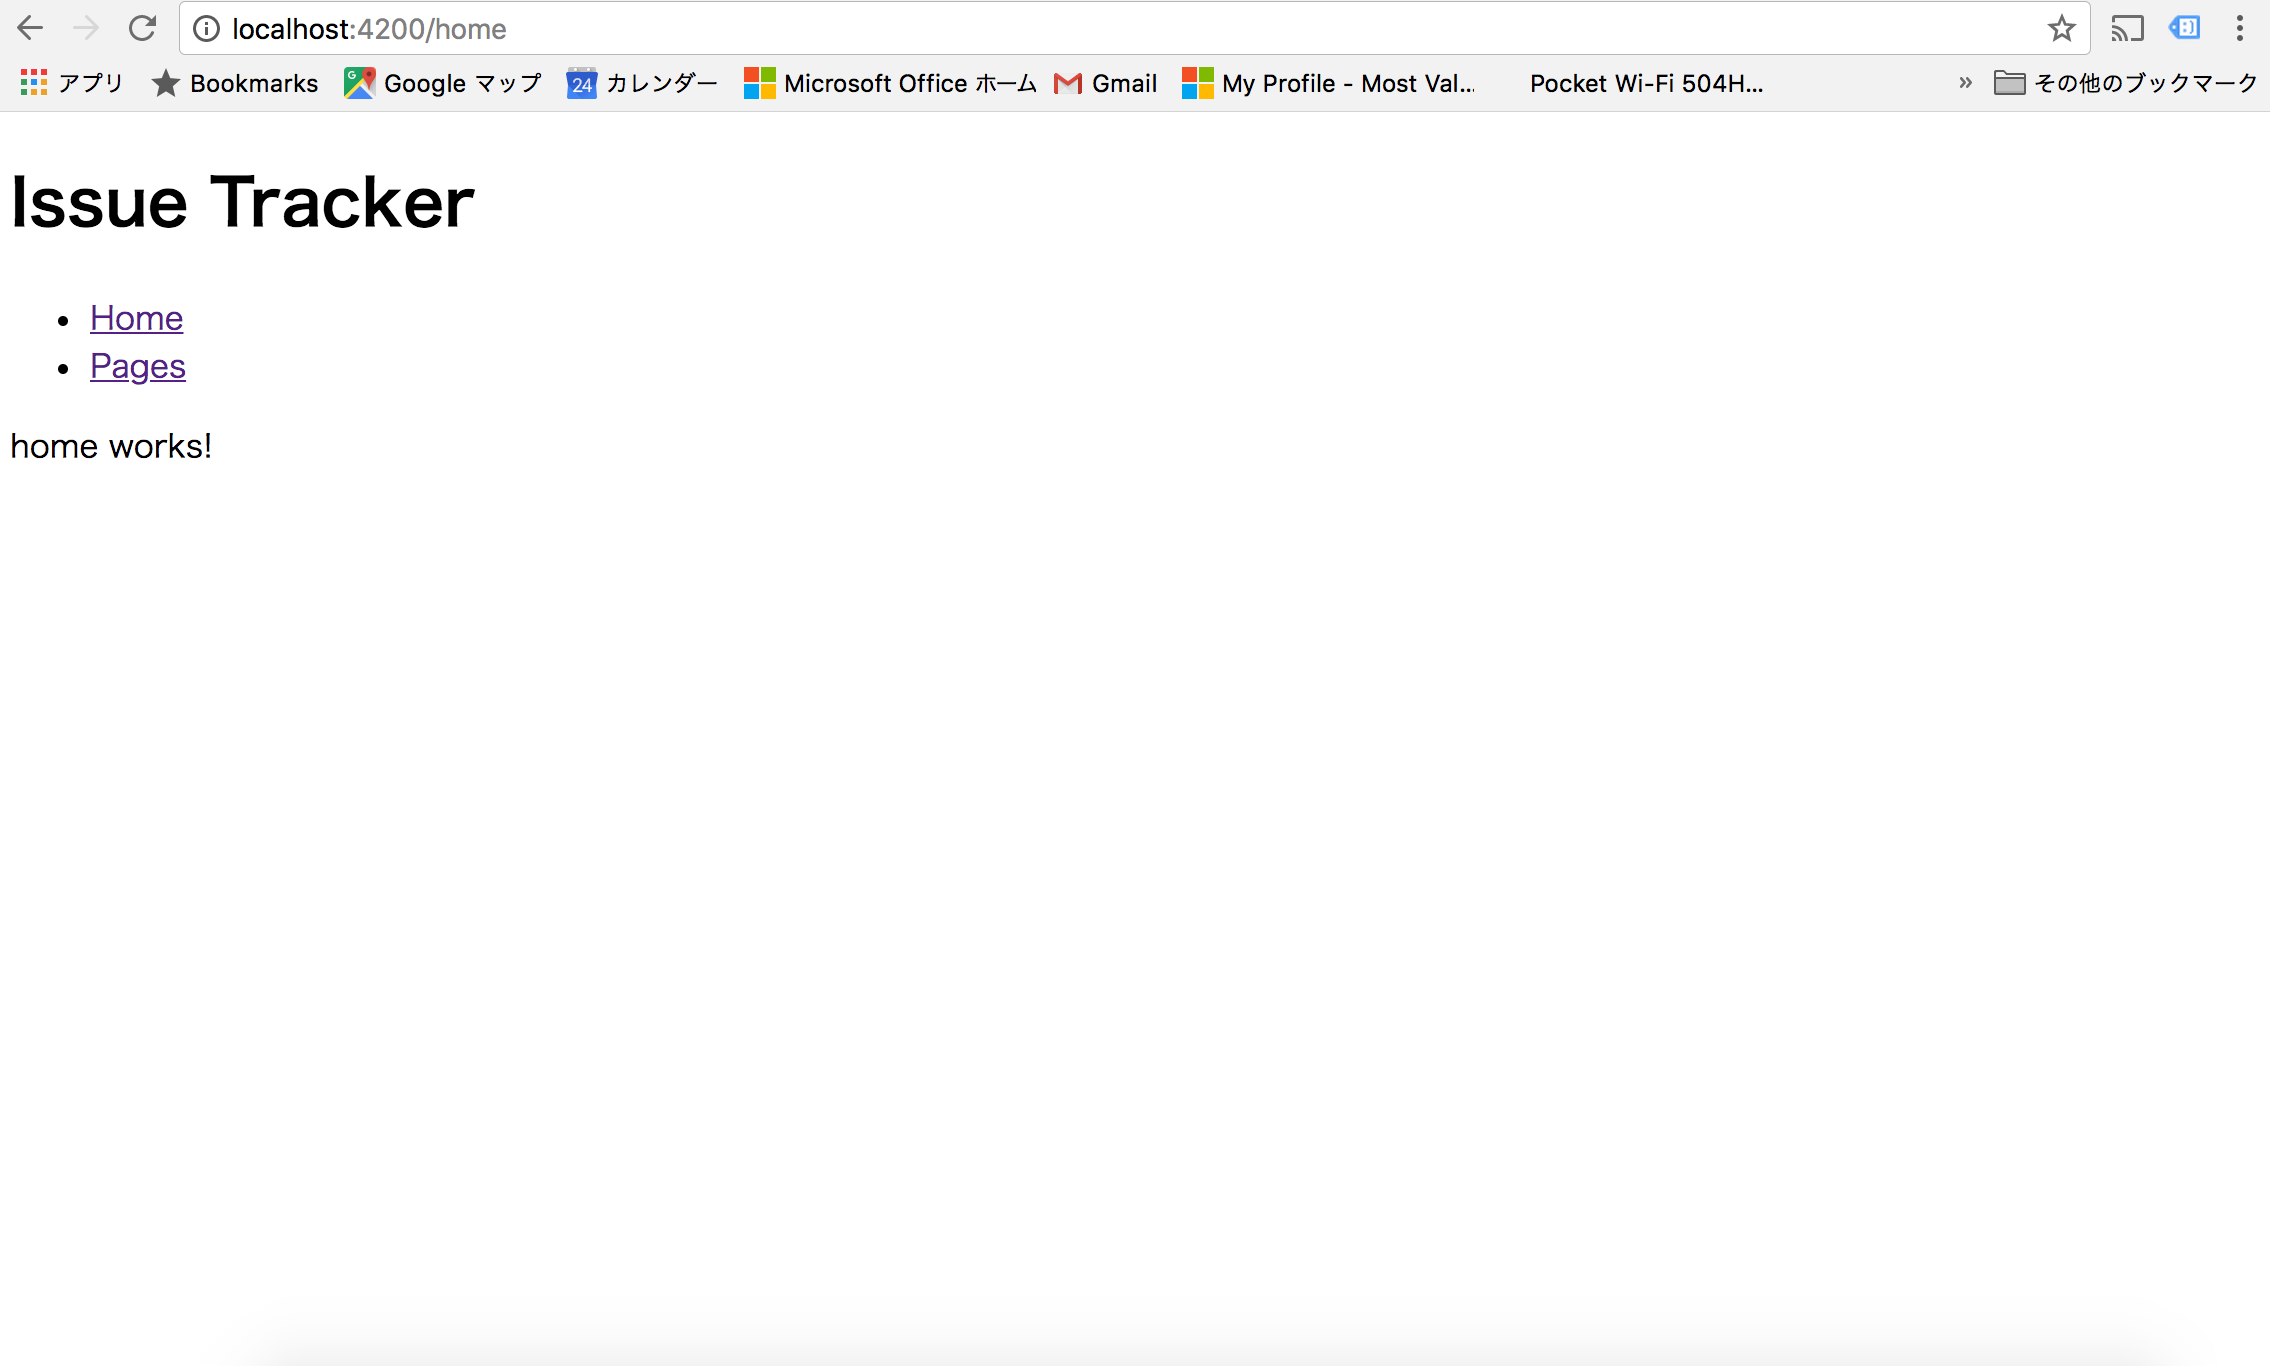 localhost:4200/home
アプリ Bookmarks Google マップ 24 カレンダー Microsoft Office ホーム Gmail My Profile - Most Val... Pocket Wi-Fi 504H... » その他のブックマーク
Issue Tracker
• Home
• Pages
home works!